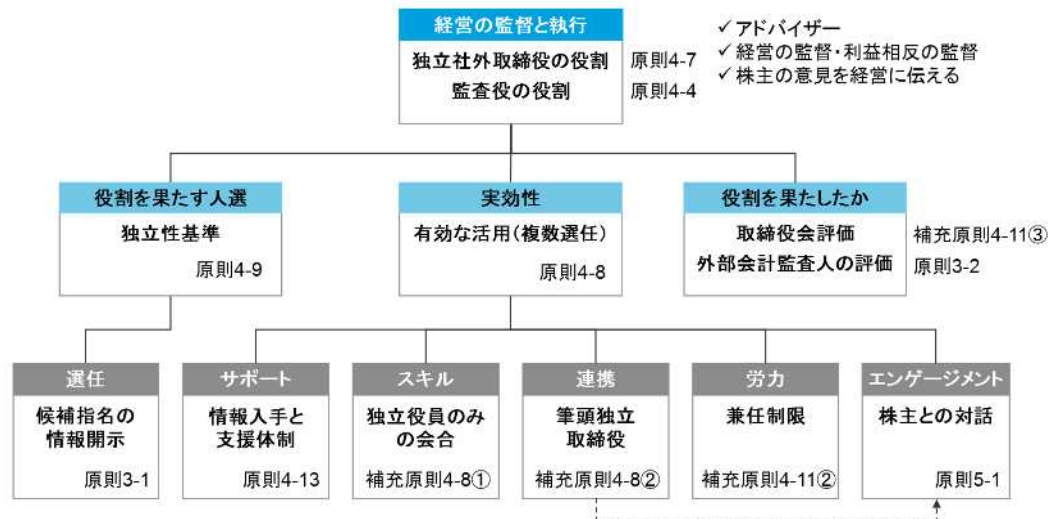 経営の監督と執行
独立社外取締役の役割 原則4-7
監査役の役割 原則4-4
✓アドバイザー
✓経営の監督・利益相反の監督
✓株主の意見を経営に伝える
役割を果たす人選
独立性基準
原則4-9
実効性
有効な活用(複数選任)
原則4-8
役割を果たしたか
取締役会評価 補充原則4-11③
外部会計監査人の評価 原則3-2
選任
候補指名の
情報開示
原則3-1
サポート
情報入手と
支援体制
原則4-13
スキル
独立役員のみ
の会合
補充原則4-8①
連携
筆頭独立
取締役
補充原則4-8②
労力
兼任制限
補充原則4-11②
エンゲージメント
株主との対話
原則5-1